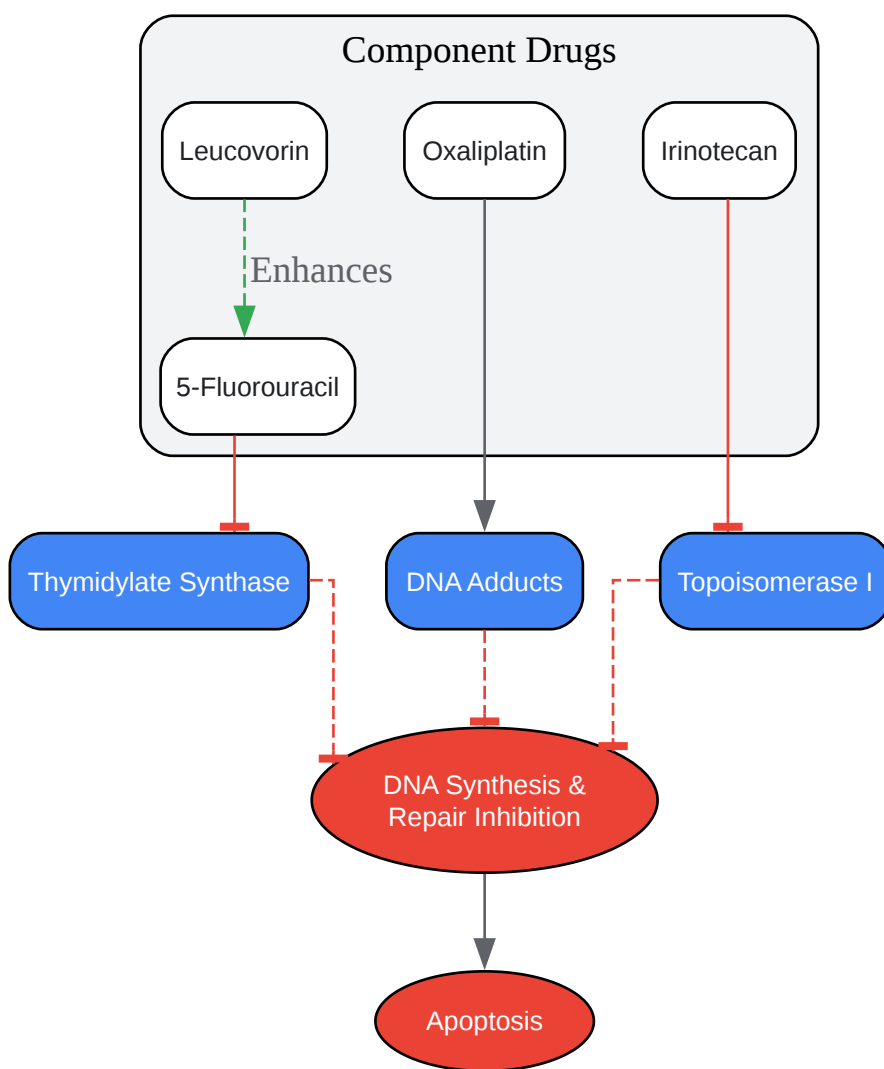 Component Drugs
Leucovorin
Oxaliplatin
Irinotecan
Enhances
5-Fluorouracil
Thymidylate Synthase
DNA Adducts
Topoisomerase I
DNA Synthesis &
Repair Inhibition
Apoptosis